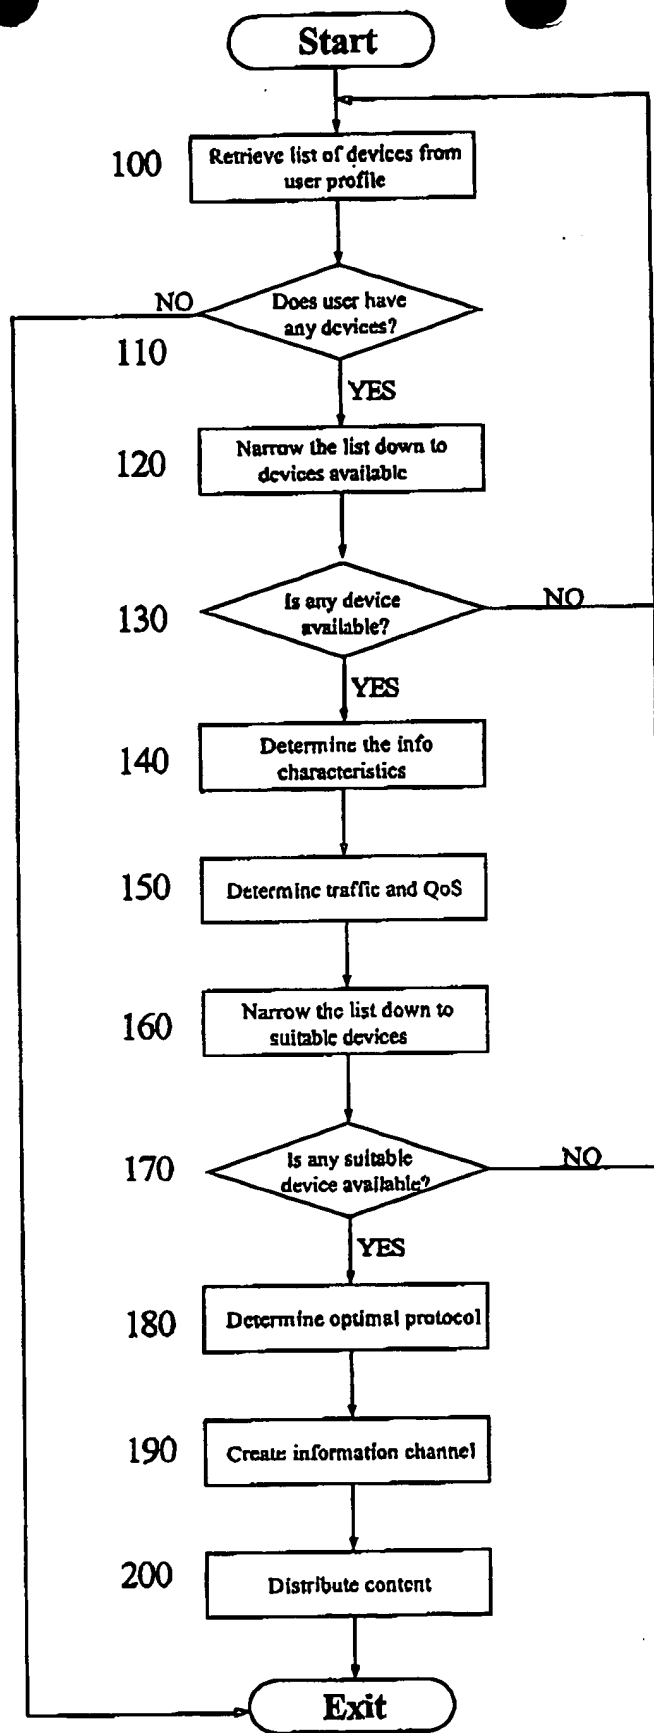 Start
100
Retrieve list of devices from
user profile
NO
Does user have
any devices?
110
YES
120
Narrow the list down to
devices available
130
Is any device
available?
NO
YES
140
Determine the info
characteristics
150
Determine traffic and QoS
160
Narrow the list down to
suitable devices
170
Is any suitable
device available?
NO
YES
180
Determine optimal protocol
190
Create information channel
200
Distribute content
Exit